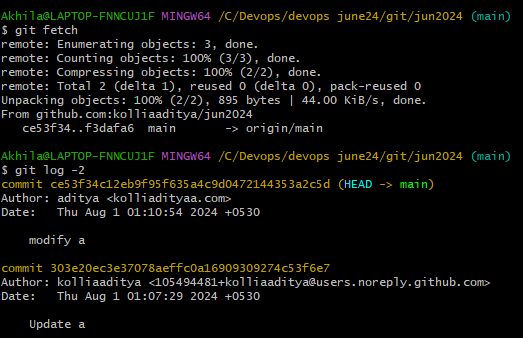 Akhila@LAPTOP-FNNCUJ1F MINGW64 /C/Devops/devops june24/git/jun2024 (main)
$ git fetch
remote: Enumerating objects: 3, done.
remote: Counting objects: 100% (3/3), done.
remote: Compressing objects: 100% (2/2), done.
remote: Total 2 (delta 1), reused 0 (delta 0), pack-reused 0
Unpacking objects: 100% (2/2), 895 bytes | 44.00 KiB/s, done.
From github.com:kolliaaditya/jun2024
   ce53f34..f3dafa6  main       -> origin/main

Akhila@LAPTOP-FNNCUJ1F MINGW64 /C/Devops/devops june24/git/jun2024 (main)
$ git log -2
commit ce53f34c12eb9f95f635a4c9d0472144353a2c5d (HEAD -> main)
Author: aditya <kolliadityaa.com>
Date:   Thu Aug 1 01:10:54 2024 +0530

    modify a

commit 303e20ec3e37078aeffc0a16909309274c53f6e7
Author: kolliaaditya <105494481+kolliaaditya@users.noreply.github.com>
Date:   Thu Aug 1 01:07:29 2024 +0530

    Update a